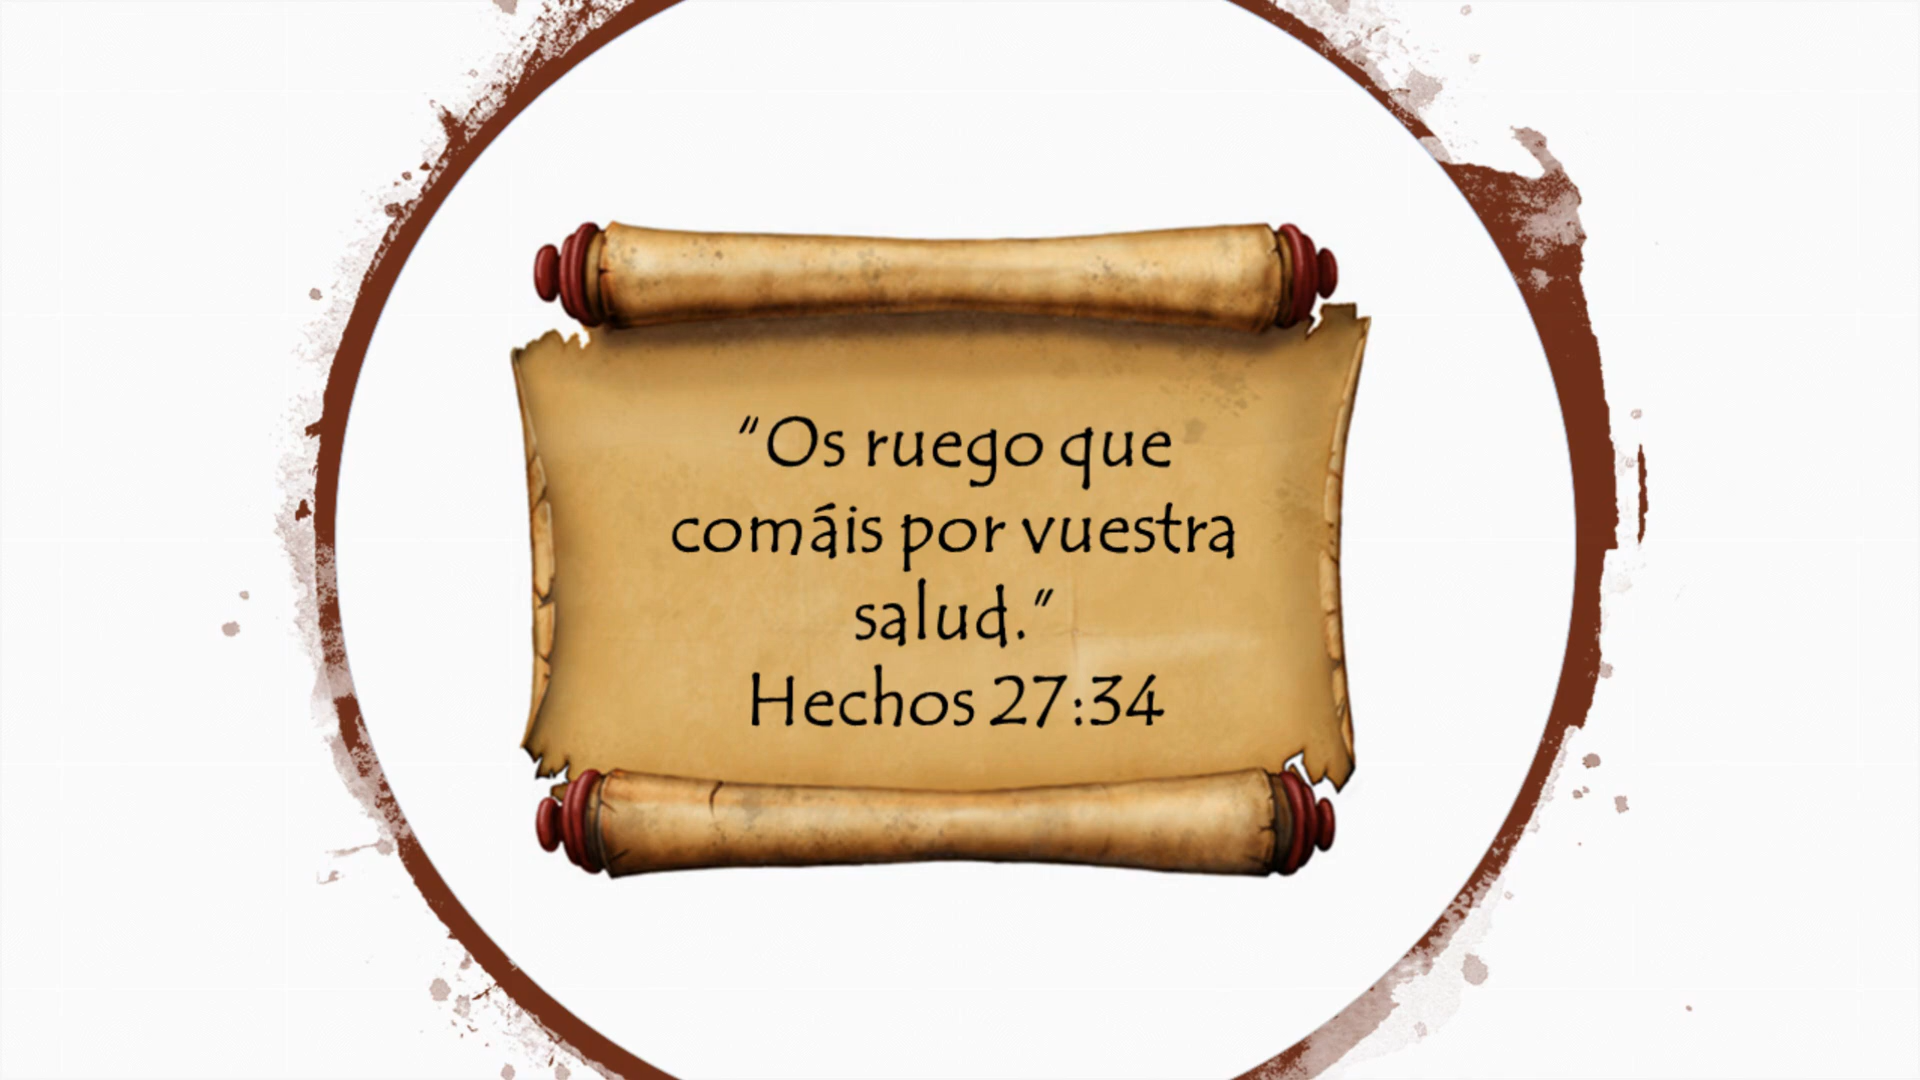 “Os ruego que
comáis por vuestra
salud.”
Hechos 27:34